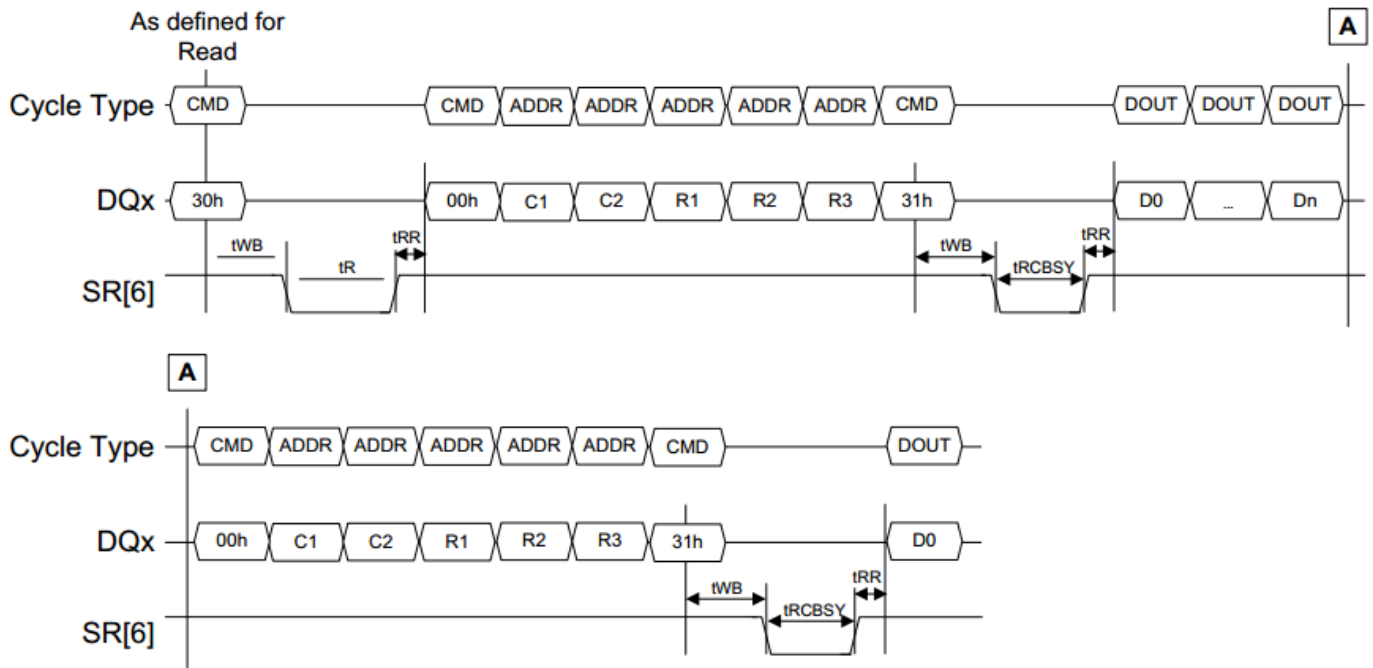 As defined for
Read
A
Cycle Type CMD CMD ADDR ADDR ADDR ADDR ADDR CMD DOUT DOUT DOUT
DQx 30h 00h C1 C2 R1 R2 R3 31h D0 ... Dn
tWB tR tRR tWB tRCBSY tRR
SR[6]
A
Cycle Type CMD ADDR ADDR ADDR ADDR ADDR CMD DOUT
DQx 00h C1 C2 R1 R2 R3 31h D0
tWB tRCBSY tRR
SR[6]